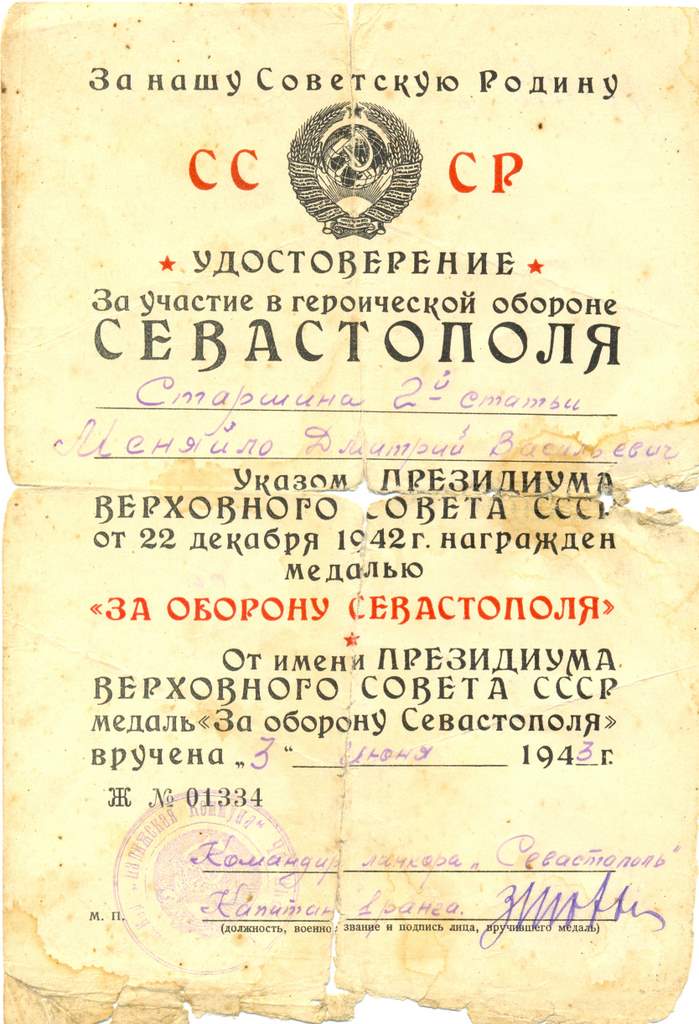 За нашу Советскую Родину
СССР
УДОСТОВЕРЕНИЕ
За участие в героической обороне
СЕВАСТОПОЛЯ
Старшина 2й статьи
Меняйло Дмитрий Васильевич
Указом ПРЕЗИДИУМА
ВЕРХОВНОГО СОВЕТА СССР
от 22 декабря 1942 г. награжден
медалью
«ЗА ОБОРОНУ СЕВАСТОПОЛЯ»
От имени ПРЕЗИДИУМА
ВЕРХОВНОГО СОВЕТА СССР
медаль «За оборону Севастополя»
вручена „3“ июня 1943 г.
Ж № 01334
"Парижская Коммуна"
Командир линкора „Севастополь"
М. П.
Капитан 1 ранга.
(должность, военное звание и подпись лица, вручившего медаль)